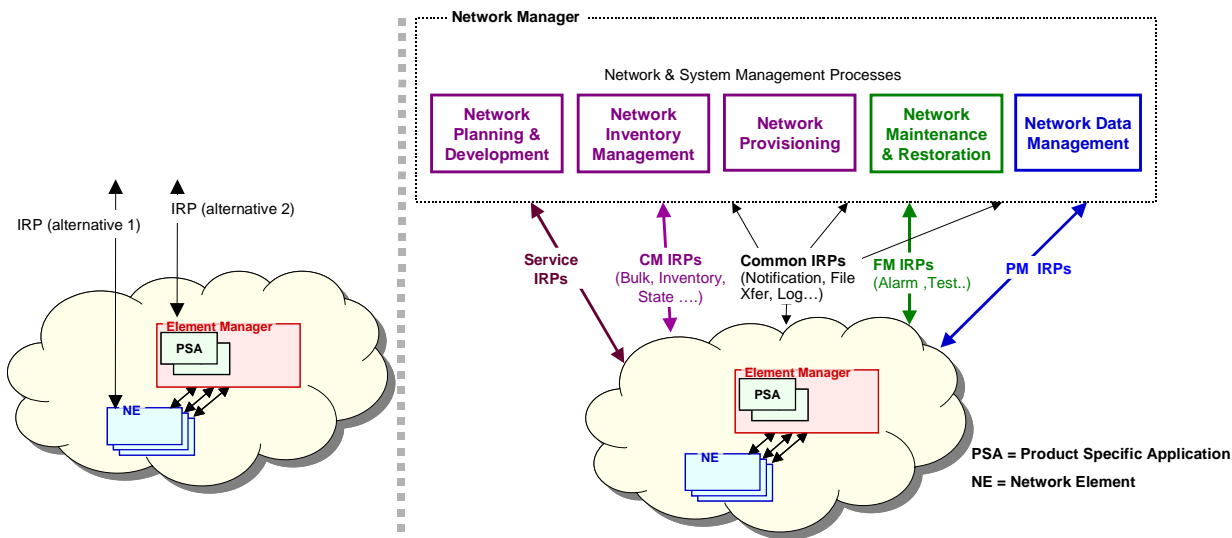 Network Manager
Network & System Management Processes
Network
Planning &
Development
Network
Inventory
Management
Network
Provisioning
Network
Maintenance
& Restoration
Network Data
Management
IRP (alternative 1)
IRP (alternative 2)
Service
IRPs
CM IRPs
(Bulk, Inventory,
State ….)
Common IRPs
(Notification, File
Xfer, Log…)
FM IRPs
(Alarm ,Test..)
PM IRPs
Element Manager
PSA
NE
Element Manager
PSA
NE
PSA = Product Specific Application
NE = Network Element